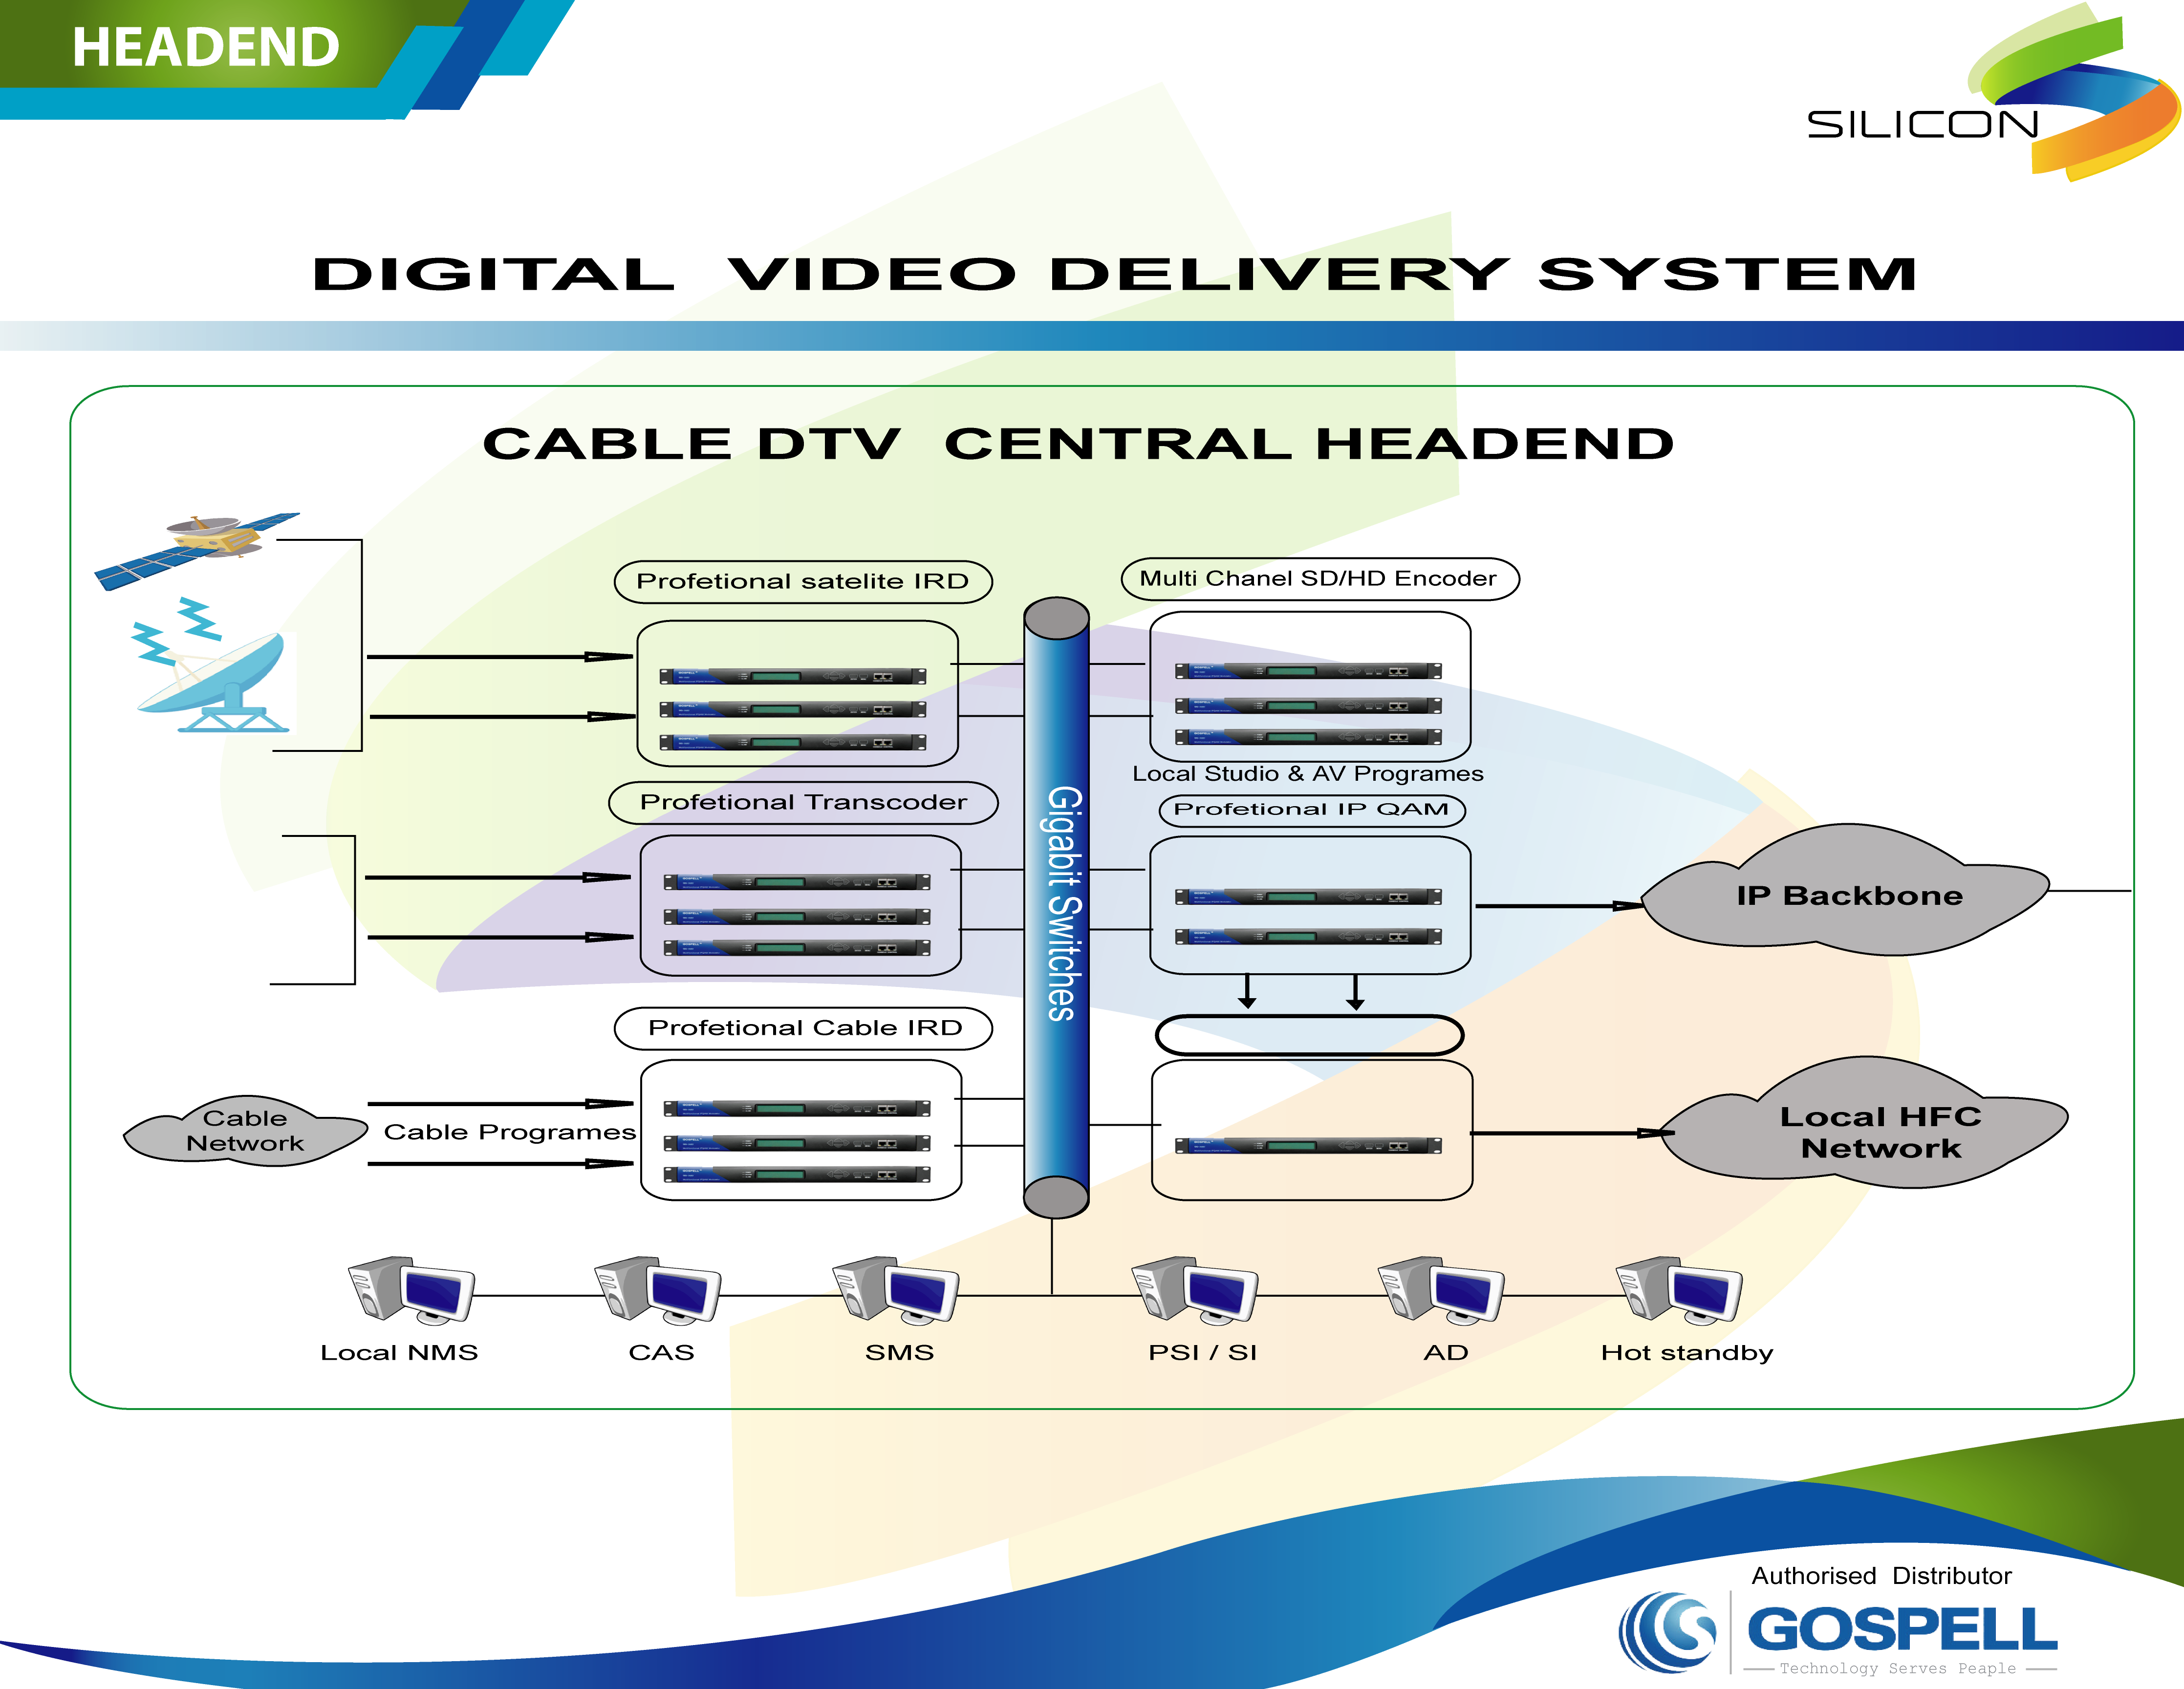 HEADEND
SILICON
DIGITAL VIDEO DELIVERY SYSTEM
CABLE DTV CENTRAL HEADEND
Profetional satelite IRD
Multi Chanel SD/HD Encoder
Local Studio & AV Programes
Profetional Transcoder
Profetional IP QAM
Gigabit Switches
IP Backbone
Profetional Cable IRD
Cable
Network
Cable Programes
Local HFC
Network
Local NMS
CAS
SMS
PSI / SI
AD
Hot standby
Authorised Distributor
GOSPELL
Technology Serves Peaple